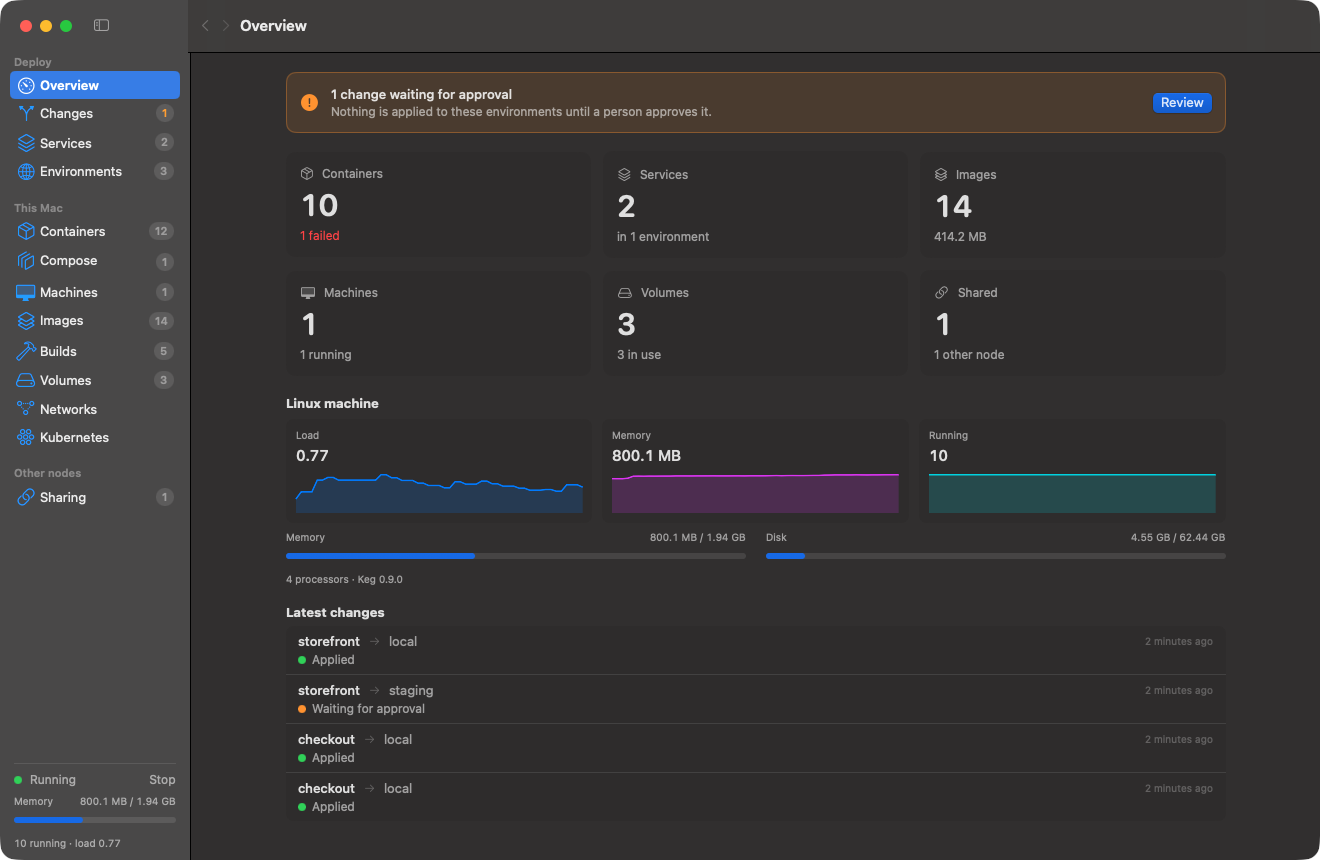 Overview
Deploy
Overview
Changes 1
Services 2
Environments 3
This Mac
Containers 12
Compose 1
Machines 1
Images 14
Builds 5
Volumes 3
Networks
Kubernetes
Other nodes
Sharing 1
Running Stop
Memory 800.1 MB / 1.94 GB
10 running · load 0.77
1 change waiting for approval
Nothing is applied to these environments until a person approves it.
Review
Containers
10
1 failed
Services
2
in 1 environment
Images
14
414.2 MB
Machines
1
1 running
Volumes
3
3 in use
Shared
1
1 other node
Linux machine
Load
0.77
Memory
800.1 MB
Running
10
Memory 800.1 MB / 1.94 GB
Disk 4.55 GB / 62.44 GB
4 processors · Keg 0.9.0
Latest changes
storefront → local 2 minutes ago
Applied
storefront → staging 2 minutes ago
Waiting for approval
checkout → local 2 minutes ago
Applied
checkout → local 2 minutes ago
Applied